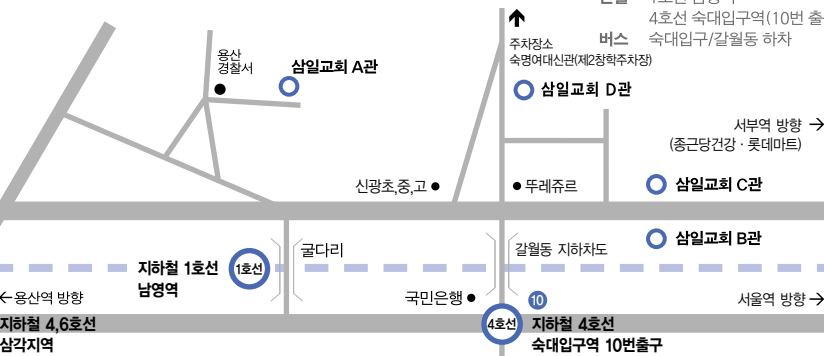 4호선 숙대입구역(10번 출
버스 숙대입구/갈월동 하차
주차장소
숙명여대신관(제2창학주차장)
용산
경찰서
삼일교회 A관
삼일교회 D관
서부역 방향
(종근당건강 · 롯데마트)
신광초,중,고
뚜레쥬르
삼일교회 C관
삼일교회 B관
굴다리
갈월동 지하차도
지하철 1호선
남영역
1호선
용산역 방향
국민은행
10
서울역 방향
지하철 4,6호선
삼각지역
4호선
지하철 4호선
숙대입구역 10번출구